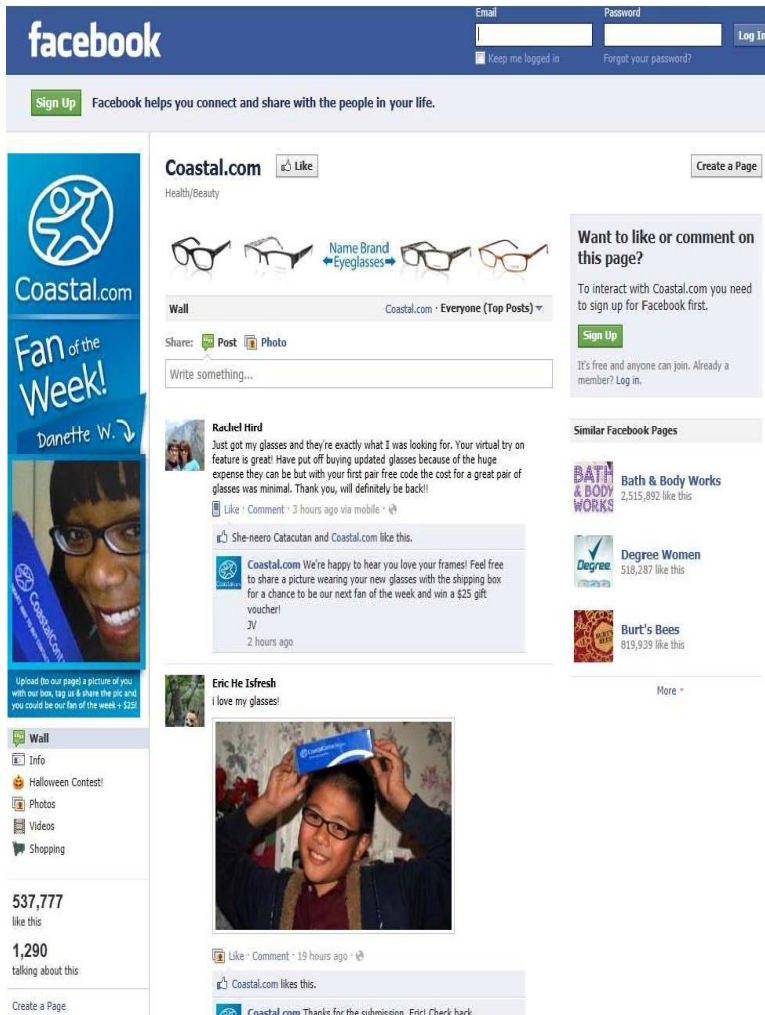 facebook
Email
Password
Log In
Keep me logged in
Forgot your password?
Sign Up
Facebook helps you connect and share with the people in your life.
Coastal.com
Fan of the
Week!
Danette W.
CoastalCont
Upload (to our page) a picture of you
with our box, tag us & share the pic and
you could be our fan of the week + $25!
Wall
Info
Halloween Contest!
Photos
Videos
Shopping
537,777
like this
1,290
talking about this
Create a Page
Coastal.com
Like
Health/Beauty
Name Brand
Eyeglasses
Wall
Coastal.com · Everyone (Top Posts)
Share: Post Photo
Write something...
Rachel Hird
Just got my glasses and they're exactly what I was looking for. Your virtual try on
feature is great! Have put off buying updated glasses because of the huge
expense they can be but with your first pair free code the cost for a great pair of
glasses was minimal. Thank you, will definitely be back!!
Like · Comment · 3 hours ago via mobile ·
She-neero Catacutan and Coastal.com like this.
Coastal.com We're happy to hear you love your frames! Feel free
to share a picture wearing your new glasses with the shipping box
for a chance to be our next fan of the week and win a $25 gift
voucher!
JV
2 hours ago
Eric He Isfresh
i love my glasses!
Like · Comment · 19 hours ago ·
Coastal.com likes this.
Coastal.com Thanks for the submission, Eric! Check back
Create a Page
Want to like or comment on
this page?
To interact with Coastal.com you need
to sign up for Facebook first.
Sign Up
It's free and anyone can join. Already a
member? Log in.
Similar Facebook Pages
BATH
& BODY
WORKS
Bath & Body Works
2,515,892 like this
Degree
Degree Women
518,287 like this
BURT'S
BEES
Burt's Bees
819,939 like this
More